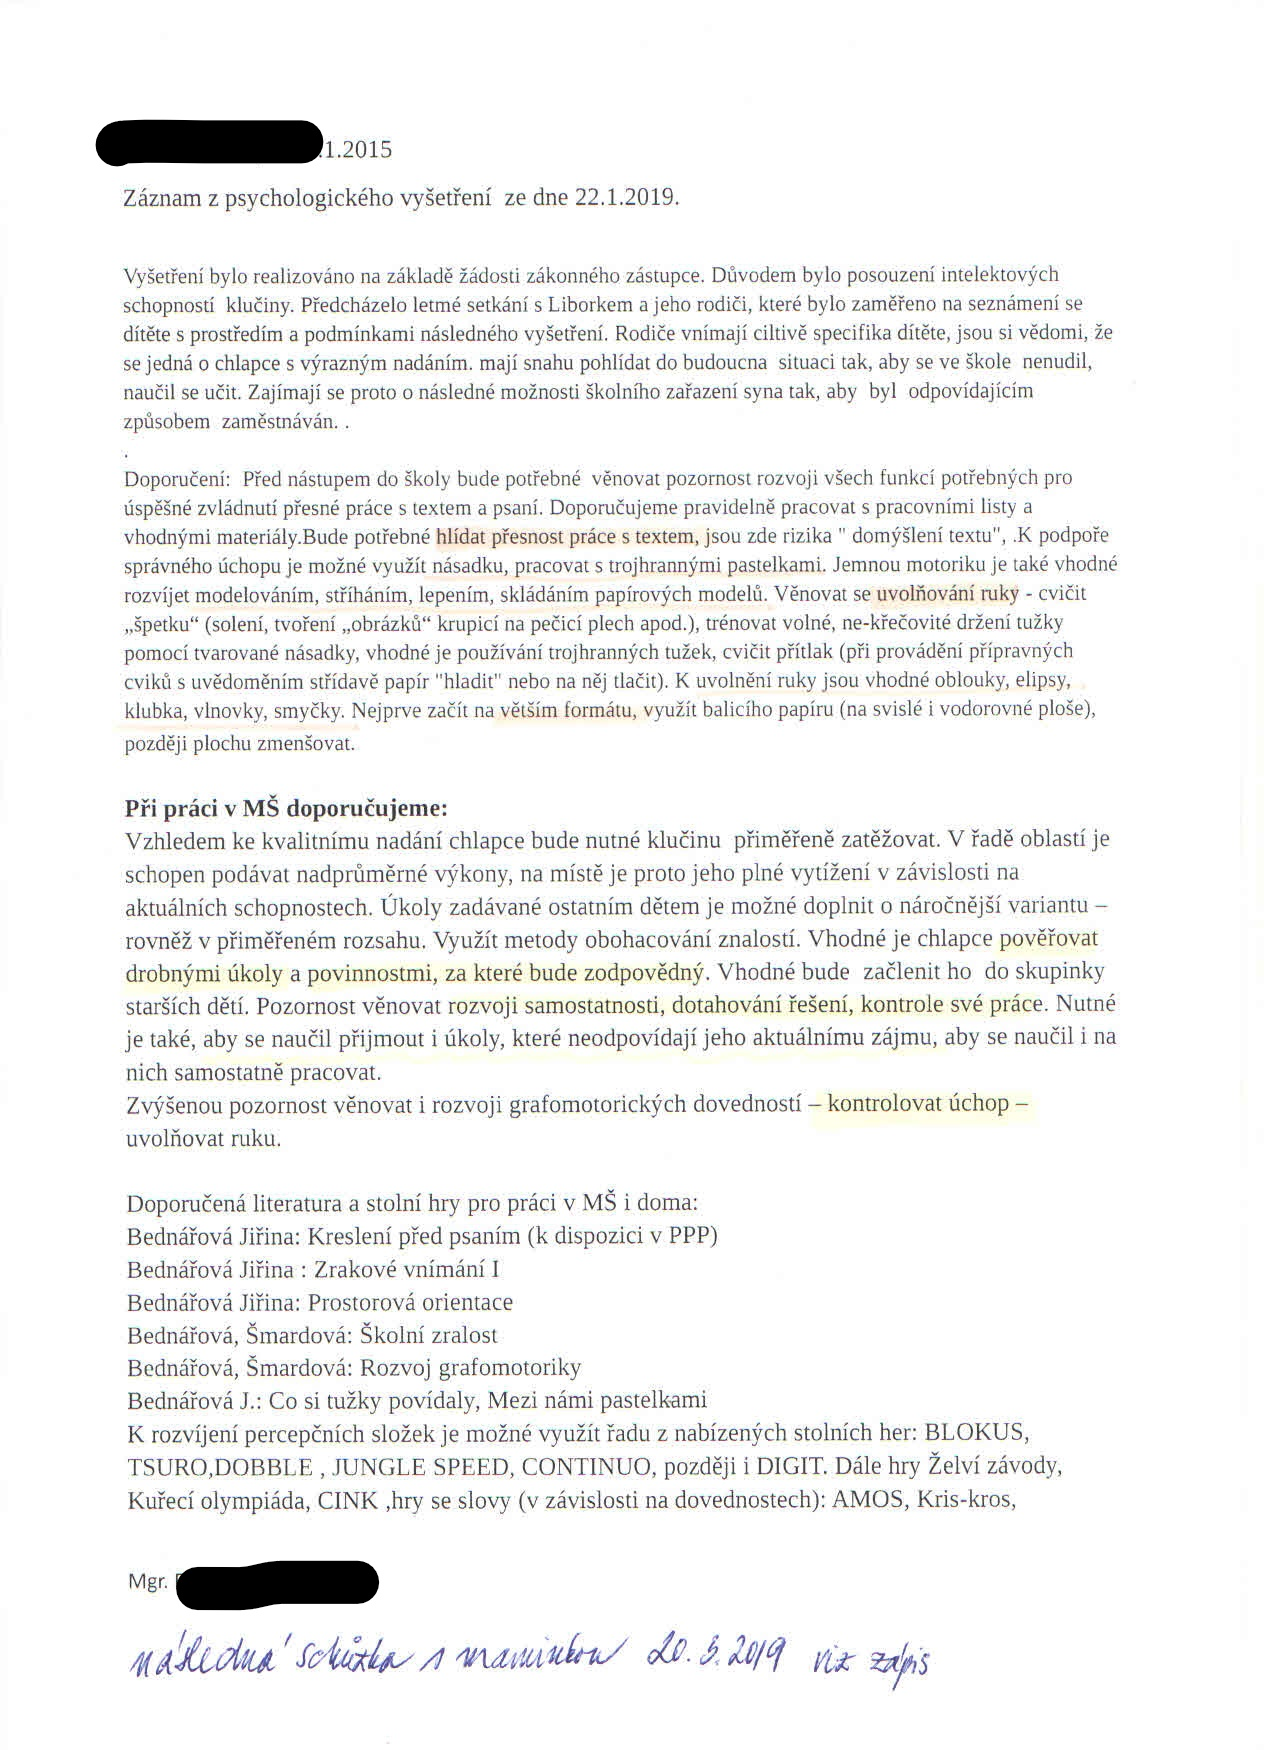 .1.2015
Záznam z psychologického vyšetření  ze dne 22.1.2019.
Vyšetření bylo realizováno na základě žádosti zákonného zástupce. Důvodem bylo posouzení intelektových
schopností  klučiny. Předcházelo letmé setkání s Liborkem a jeho rodiči, které bylo zaměřeno na seznámení se
dítěte s prostředím a podmínkami následného vyšetření. Rodiče vnímají ciltivě specifika dítěte, jsou si vědomi, že
se jedná o chlapce s výrazným nadáním. mají snahu pohlídat do budoucna  situaci tak, aby se ve škole  nenudil,
naučil se učit. Zajímají se proto o následné možnosti školního zařazení syna tak, aby  byl  odpovídajícím
způsobem  zaměstnáván. .
.
Doporučení:  Před nástupem do školy bude potřebné  věnovat pozornost rozvoji všech funkcí potřebných pro
úspěšné zvládnutí přesné práce s textem a psaní. Doporučujeme pravidelně pracovat s pracovními listy a
vhodnými materiály.Bude potřebné hlídat přesnost práce s textem, jsou zde rizika " domýšlení textu", .K podpoře
správného úchopu je možné využít násadku, pracovat s trojhrannými pastelkami. Jemnou motoriku je také vhodné
rozvíjet modelováním, stříháním, lepením, skládáním papírových modelů. Věnovat se uvolňování ruky - cvičit
„špetku“ (solení, tvoření „obrázků“ krupicí na pečicí plech apod.), trénovat volné, ne-křečovité držení tužky
pomocí tvarované násadky, vhodné je používání trojhranných tužek, cvičit přítlak (při provádění přípravných
cviků s uvědoměním střídavě papír "hladit" nebo na něj tlačit). K uvolnění ruky jsou vhodné oblouky, elipsy,
klubka, vlnovky, smyčky. Nejprve začít na větším formátu, využít balicího papíru (na svislé i vodorovné ploše),
později plochu zmenšovat.
Při práci v MŠ doporučujeme:
Vzhledem ke kvalitnímu nadání chlapce bude nutné klučinu  přiměřeně zatěžovat. V řadě oblastí je
schopen podávat nadprůměrné výkony, na místě je proto jeho plné vytížení v závislosti na
aktuálních schopnostech. Úkoly zadávané ostatním dětem je možné doplnit o náročnější variantu –
rovněž v přiměřeném rozsahu. Využít metody obohacování znalostí. Vhodné je chlapce pověřovat
drobnými úkoly a povinnostmi, za které bude zodpovědný. Vhodné bude  začlenit ho  do skupinky
starších dětí. Pozornost věnovat rozvoji samostatnosti, dotahování řešení, kontrole své práce. Nutné
je také, aby se naučil přijmout i úkoly, které neodpovídají jeho aktuálnímu zájmu, aby se naučil i na
nich samostatně pracovat.
Zvýšenou pozornost věnovat i rozvoji grafomotorických dovedností – kontrolovat úchop –
uvolňovat ruku.
Doporučená literatura a stolní hry pro práci v MŠ i doma:
Bednářová Jiřina: Kreslení před psaním (k dispozici v PPP)
Bednářová Jiřina : Zrakové vnímání I
Bednářová Jiřina: Prostorová orientace
Bednářová, Šmardová: Školní zralost
Bednářová, Šmardová: Rozvoj grafomotoriky
Bednářová J.: Co si tužky povídaly, Mezi námi pastelkami
K rozvíjení percepčních složek je možné využít řadu z nabízených stolních her: BLOKUS,
TSURO,DOBBLE , JUNGLE SPEED, CONTINUO, později i DIGIT. Dále hry Želví závody,
Kuřecí olympiáda, CINK ,hry se slovy (v závislosti na dovednostech): AMOS, Kris-kros,
Mgr.
následná schůzka s maminkou 20. 3. 2019 viz zápis